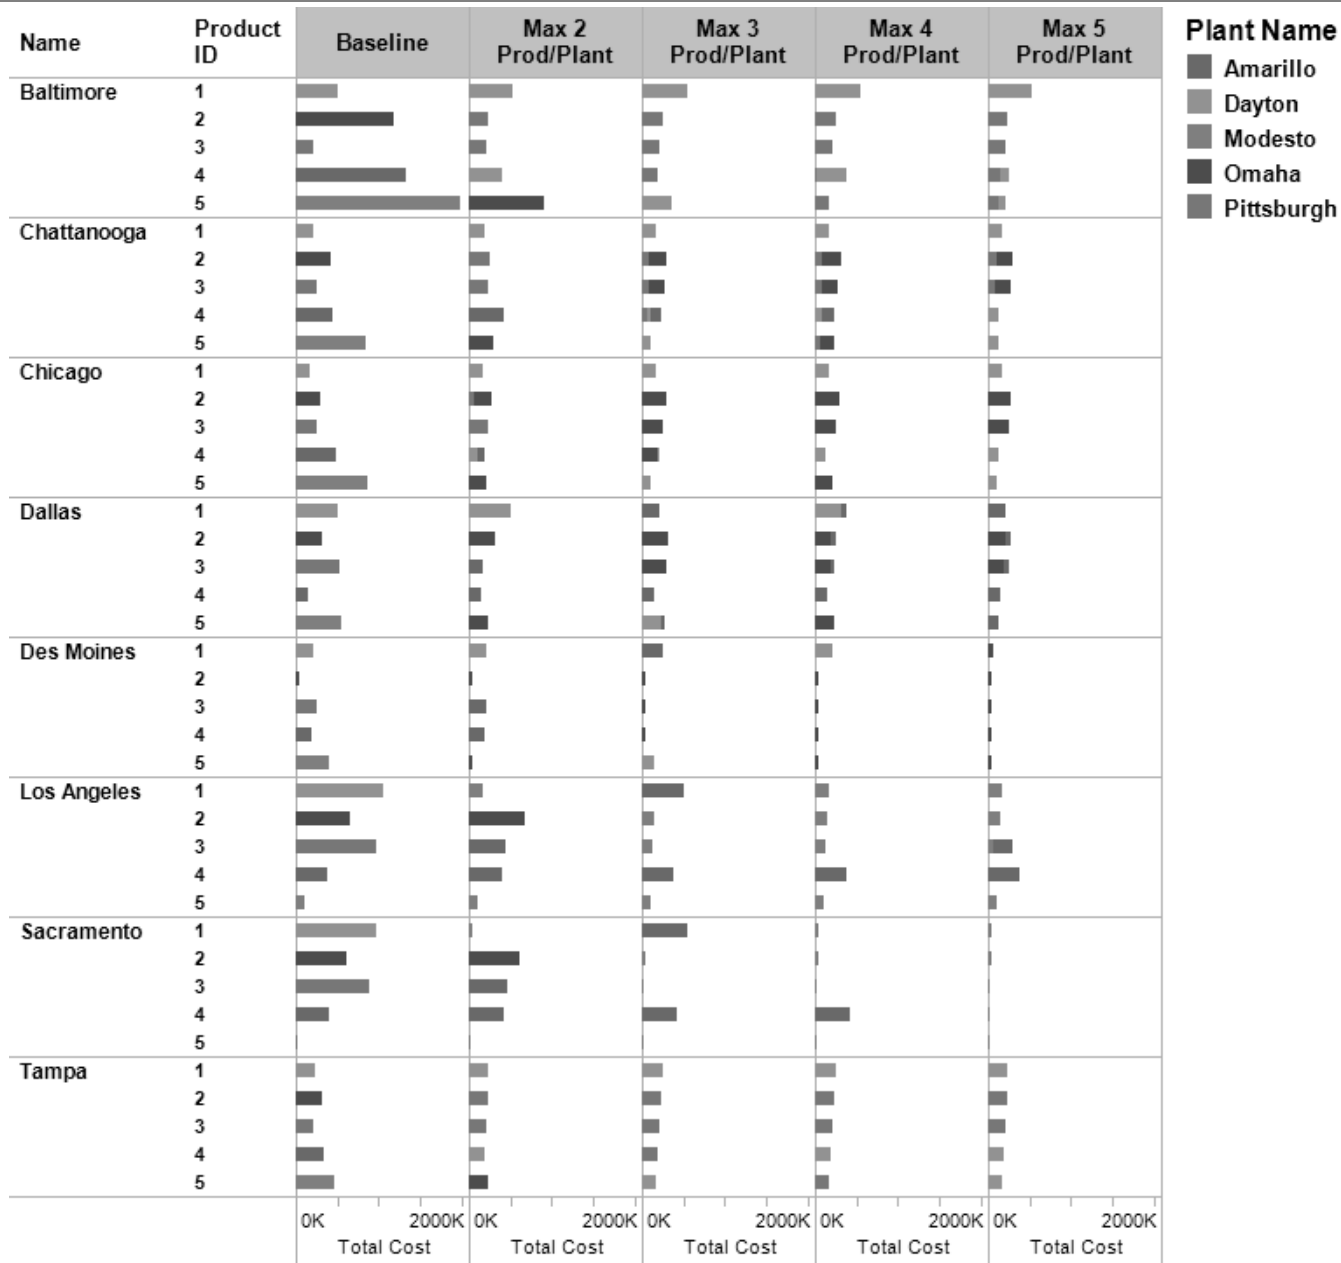 Name Product ID Baseline Max 2 Prod/Plant Max 3 Prod/Plant Max 4 Prod/Plant Max 5 Prod/Plant
Baltimore 1
2
3
4
5
Chattanooga 1
2
3
4
5
Chicago 1
2
3
4
5
Dallas 1
2
3
4
5
Des Moines 1
2
3
4
5
Los Angeles 1
2
3
4
5
Sacramento 1
2
3
4
5
Tampa 1
2
3
4
5
0K 2000K 0K 2000K 0K 2000K 0K 2000K 0K 2000K
Total Cost Total Cost Total Cost Total Cost Total Cost
Plant Name
Amarillo
Dayton
Modesto
Omaha
Pittsburgh